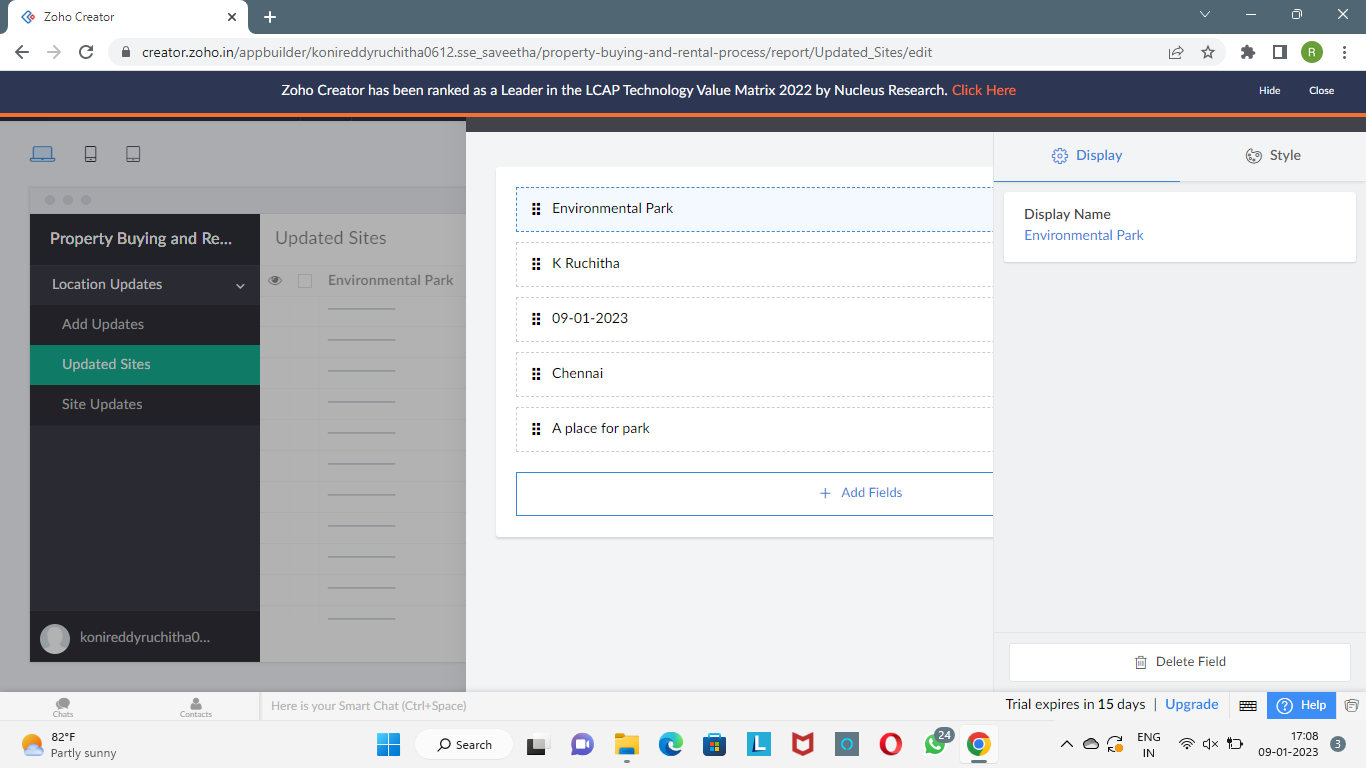 Zoho Creator
creator.zoho.in/appbuilder/konireddyruchitha0612.sse_saveetha/property-buying-and-rental-process/report/Updated_Sites/edit
R
Zoho Creator has been ranked as a Leader in the LCAP Technology Value Matrix 2022 by Nucleus Research. Click Here
Hide
Close
Display
Style
Property Buying and Re...
Location Updates
Add Updates
Updated Sites
Site Updates
konireddyruchitha0...
Updated Sites
Environmental Park
Environmental Park
K Ruchitha
09-01-2023
Chennai
A place for park
+ Add Fields
Display Name
Environmental Park
Delete Field
Chats
Contacts
Here is your Smart Chat (Ctrl+Space)
Trial expires in 15 days | Upgrade
? Help
82°F
Partly sunny
Search
L
24
ENG
IN
17:08
09-01-2023
3